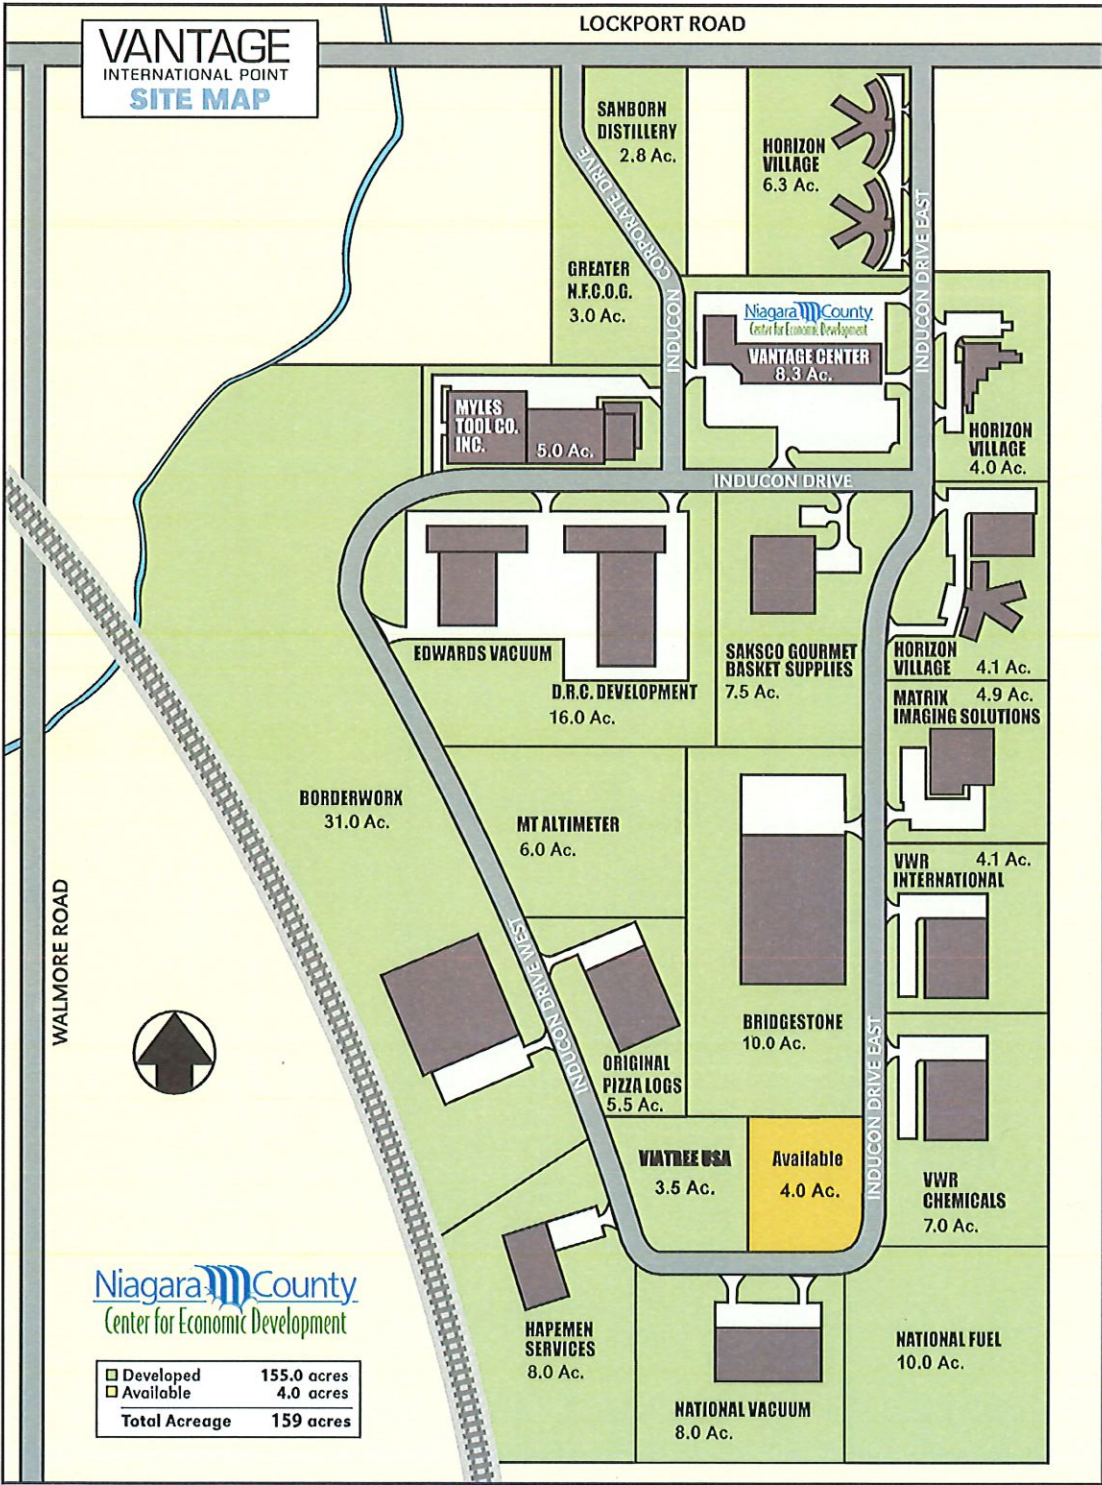 LOCKPORT ROAD
VANTAGE
INTERNATIONAL POINT
SITE MAP
SANBORN
DISTILLERY
2.8 Ac.
HORIZON
VILLAGE
6.3 Ac.
INDUCON CORPORATE DRIVE
INDUCON DRIVE EAST
GREATER
N.F.C.O.G.
3.0 Ac.
Niagara County
Center for Economic Development
VANTAGE CENTER
8.3 Ac.
MYLES
TOOL CO.
INC.
5.0 Ac.
HORIZON
VILLAGE
4.0 Ac.
INDUCON DRIVE
EDWARDS VACUUM
D.R.C. DEVELOPMENT
16.0 Ac.
SAKSCO GOURMET
BASKET SUPPLIES
7.5 Ac.
HORIZON
VILLAGE 4.1 Ac.
MATRIX 4.9 Ac.
IMAGING SOLUTIONS
BORDERWORX
31.0 Ac.
MT ALTIMETER
6.0 Ac.
VWR 4.1 Ac.
INTERNATIONAL
WALMORE ROAD
INDUCON DRIVE WEST
BRIDGESTONE
10.0 Ac.
INDUCON DRIVE EAST
ORIGINAL
PIZZA LOGS
5.5 Ac.
VIATREE USA
3.5 Ac.
Available
4.0 Ac.
VWR
CHEMICALS
7.0 Ac.
Niagara County
Center for Economic Development
HAPEMEN
SERVICES
8.0 Ac.
NATIONAL FUEL
10.0 Ac.
NATIONAL VACUUM
8.0 Ac.
Developed 155.0 acres
Available 4.0 acres
Total Acreage 159 acres